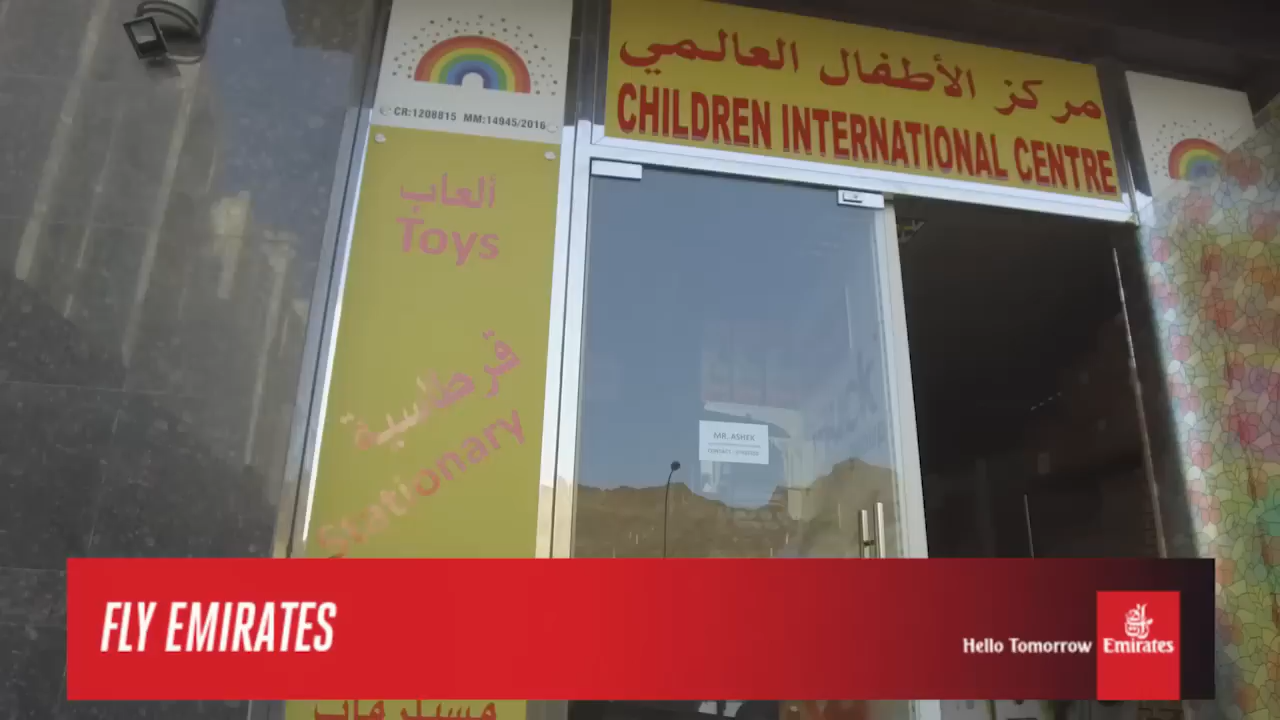 CR:1208815 MM:14945/2016
مركز الأطفال العالمي
CHILDREN INTERNATIONAL CENTRE
ألعاب
Toys
قرطاسية
Stationary
MR. ASHEK
FLY EMIRATES
Hello Tomorrow
Emirates